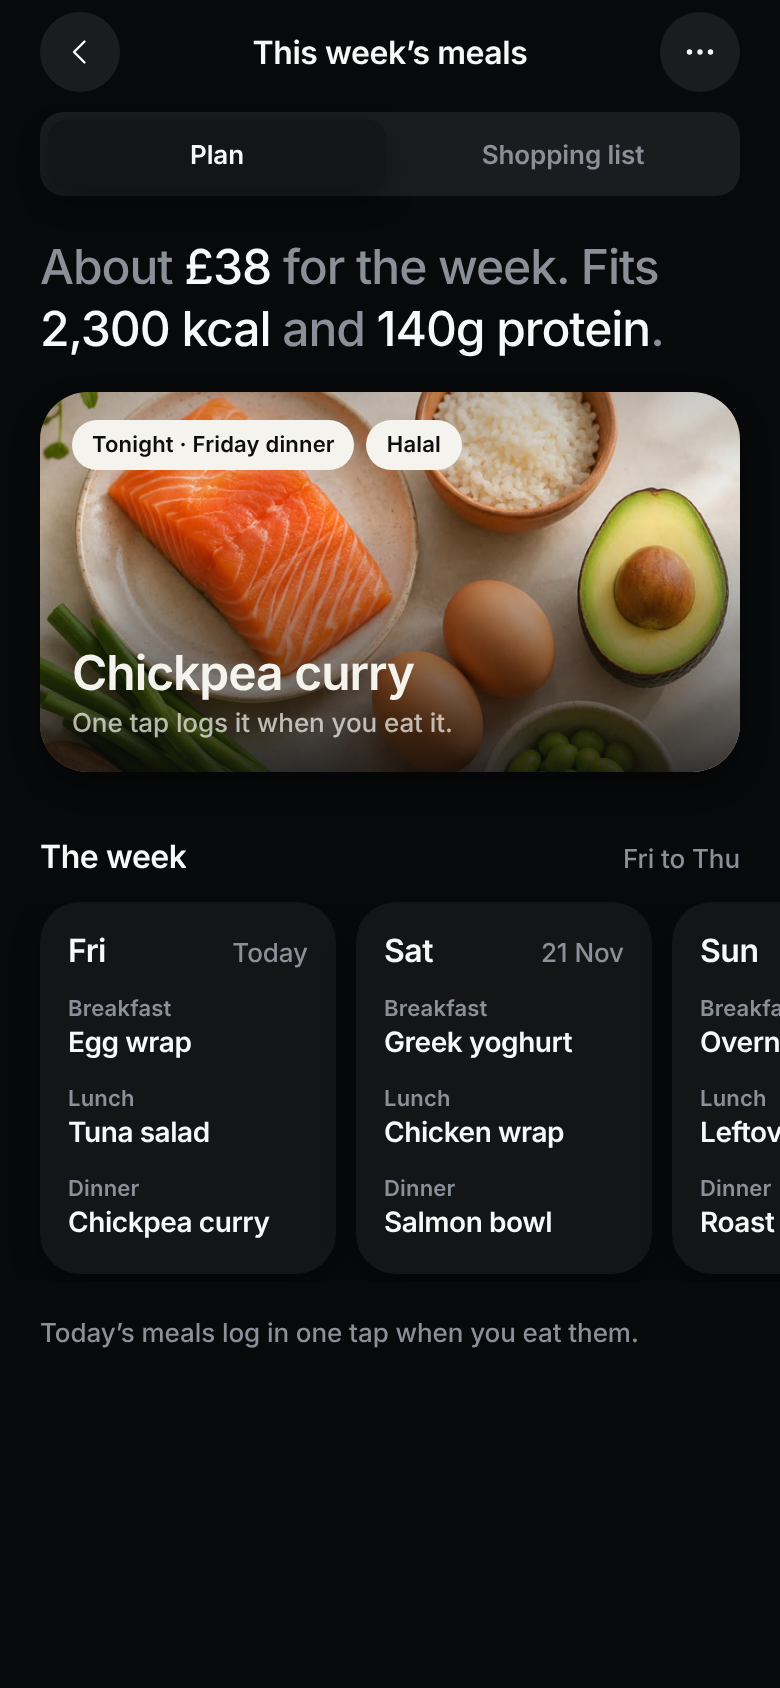 This week’s meals
Plan
Shopping list
About £38 for the week. Fits
2,300 kcal and 140g protein.
Tonight · Friday dinner
Halal
Chickpea curry
One tap logs it when you eat it.
The week
Fri to Thu
Fri
Today
Breakfast
Egg wrap
Lunch
Tuna salad
Dinner
Chickpea curry
Sat
21 Nov
Breakfast
Greek yoghurt
Lunch
Chicken wrap
Dinner
Salmon bowl
Sun
Lunch
Dinner
Roast
Today’s meals log in one tap when you eat them.